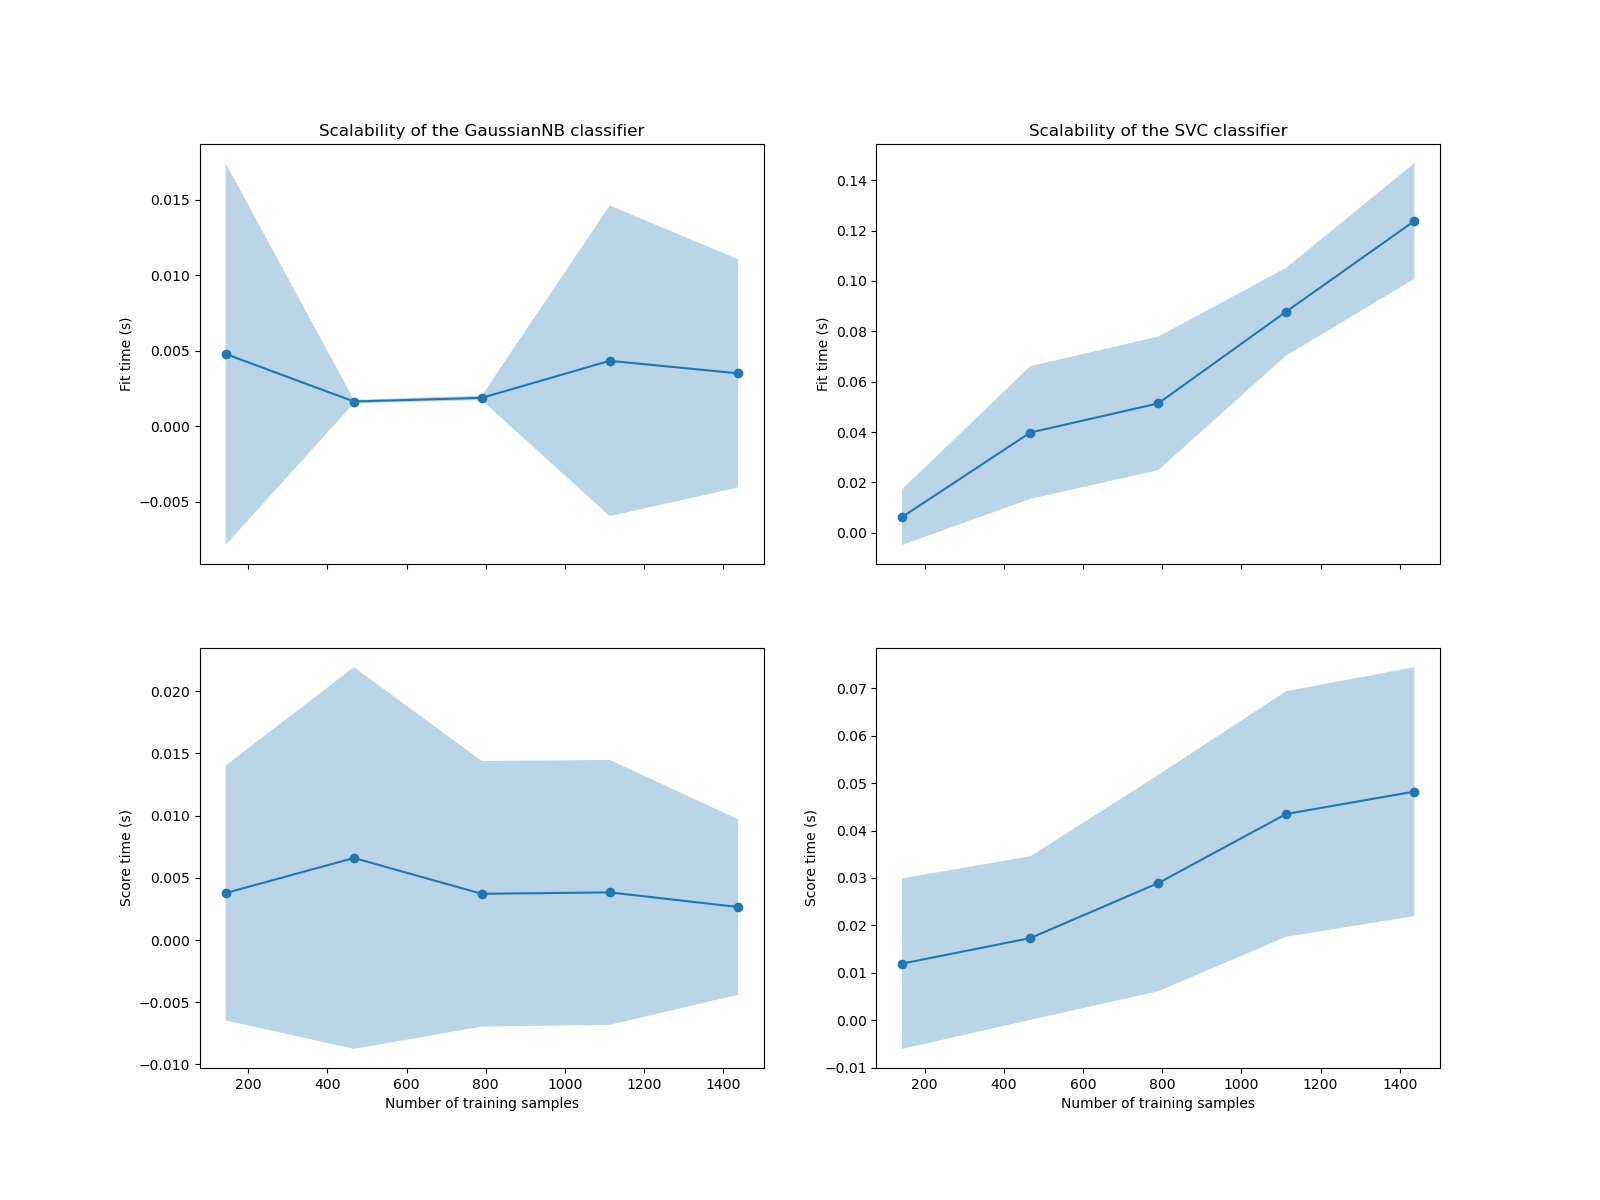 Scalability of the GaussianNB classifier
Fit time (s)
0.015
0.010
0.005
0.000
−0.005
Scalability of the SVC classifier
Fit time (s)
0.14
0.12
0.10
0.08
0.06
0.04
0.02
0.00
Score time (s)
0.020
0.015
0.010
0.005
0.000
−0.005
−0.010
200 400 600 800 1000 1200 1400
Number of training samples
Score time (s)
0.07
0.06
0.05
0.04
0.03
0.02
0.01
0.00
−0.01
200 400 600 800 1000 1200 1400
Number of training samples